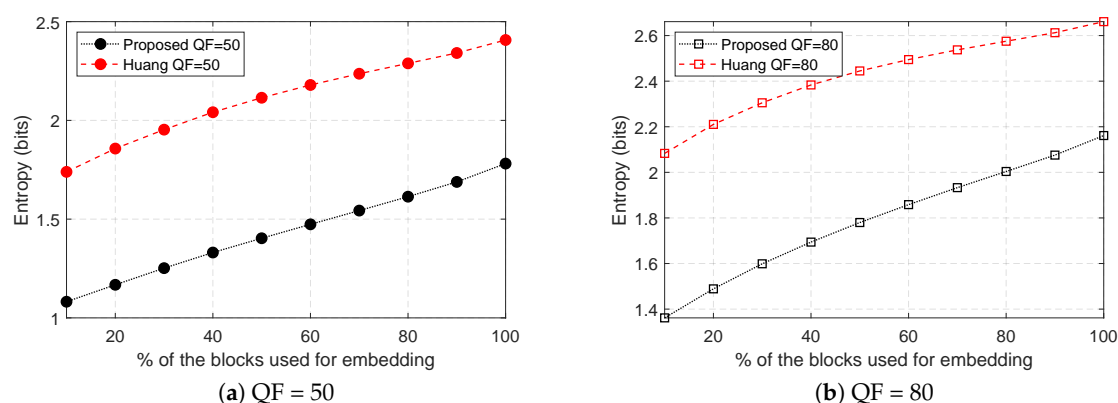 2.5
2
1.5
1
Entropy (bits)
Proposed QF=50
Huang QF=50
20 40 60 80 100
% of the blocks used for embedding
(a) QF = 50
2.6
2.4
2.2
2
1.8
1.6
1.4
Entropy (bits)
Proposed QF=80
Huang QF=80
20 40 60 80 100
% of the blocks used for embedding
(b) QF = 80